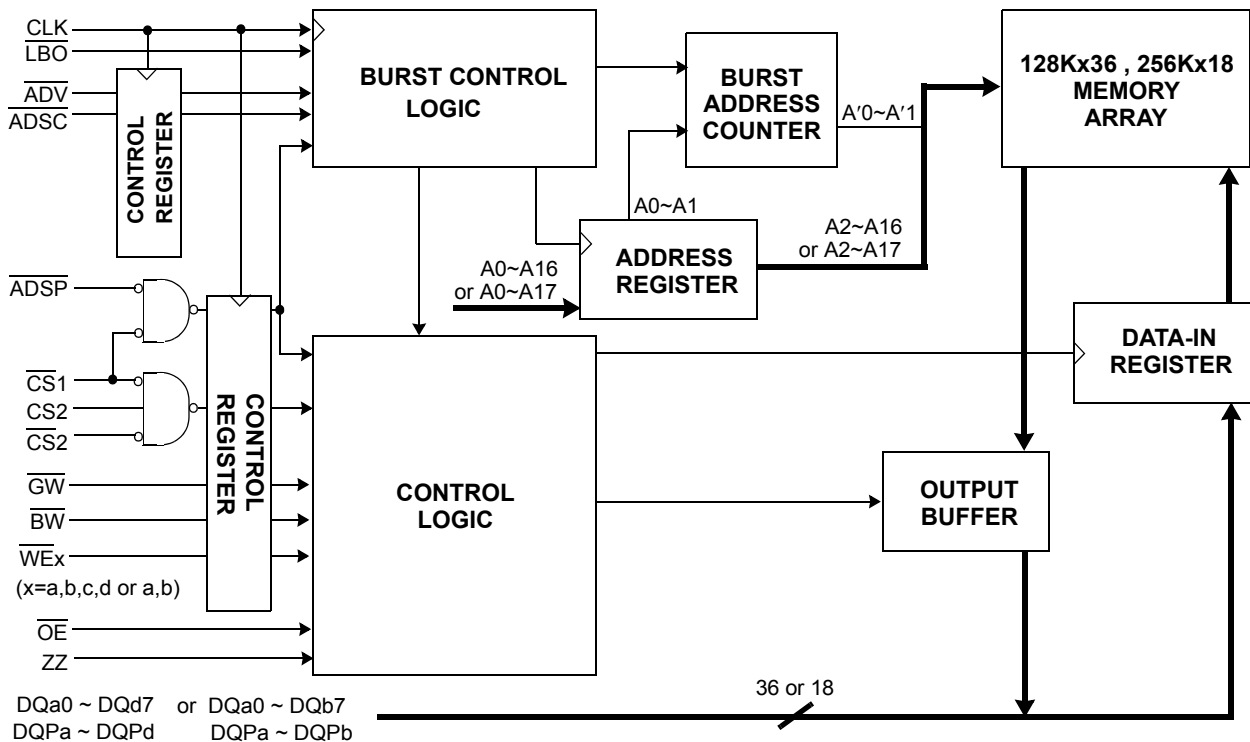 CLK
LBO
ADV
ADSC
CONTROL
REGISTER
BURST CONTROL
LOGIC
BURST
ADDRESS
COUNTER
A′0~A′1
128Kx36 , 256Kx18
MEMORY
ARRAY
A0~A1
ADDRESS
REGISTER
A2~A16
or A2~A17
A0~A16
or A0~A17
ADSP
CS1
CS2
CS2
GW
BW
WEx
(x=a,b,c,d or a,b)
OE
ZZ
CONTROL
REGISTER
CONTROL
LOGIC
DATA-IN
REGISTER
OUTPUT
BUFFER
DQa0 ~ DQd7 or DQa0 ~ DQb7
DQPa ~ DQPd DQPa ~ DQPb
36 or 18